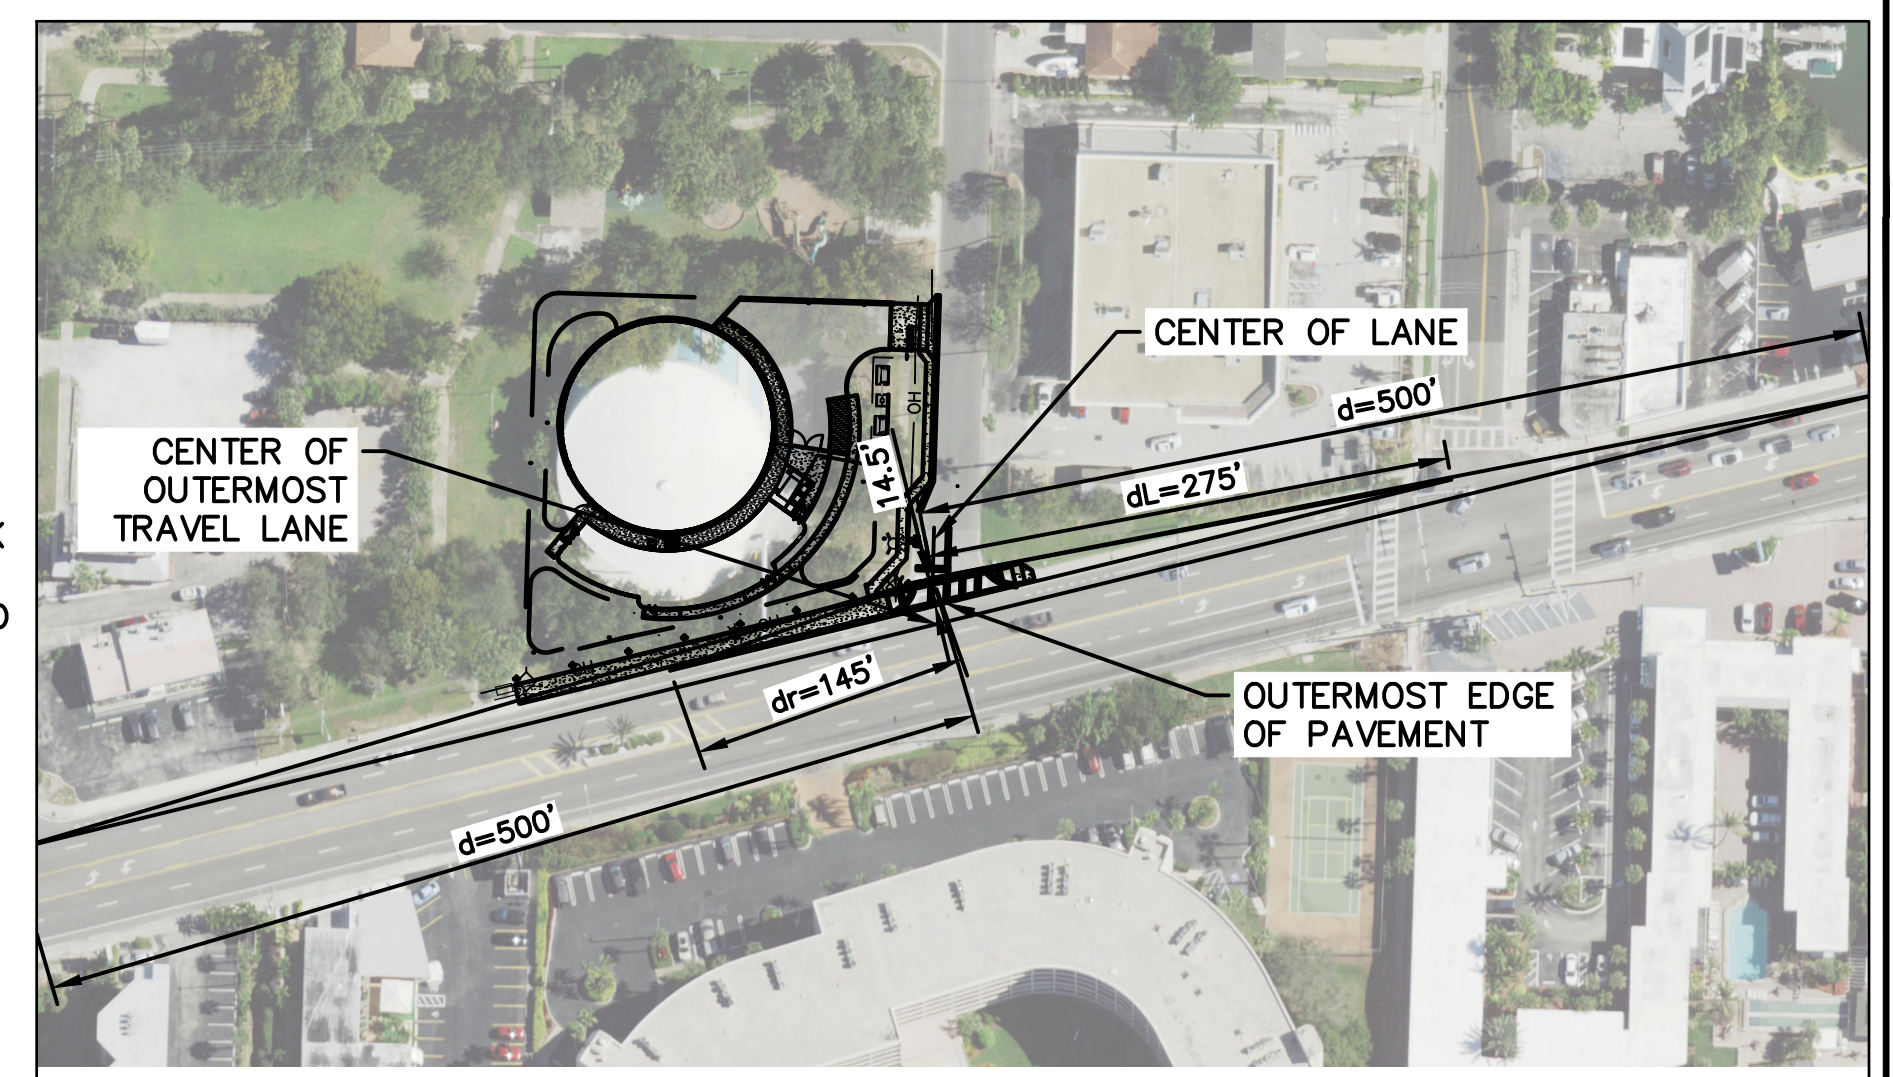 CENTER OF LANE
d=500'
dL=275'
14.5'
OH
CENTER OF
OUTERMOST
TRAVEL LANE
dr=145'
OUTERMOST EDGE
OF PAVEMENT
d=500'